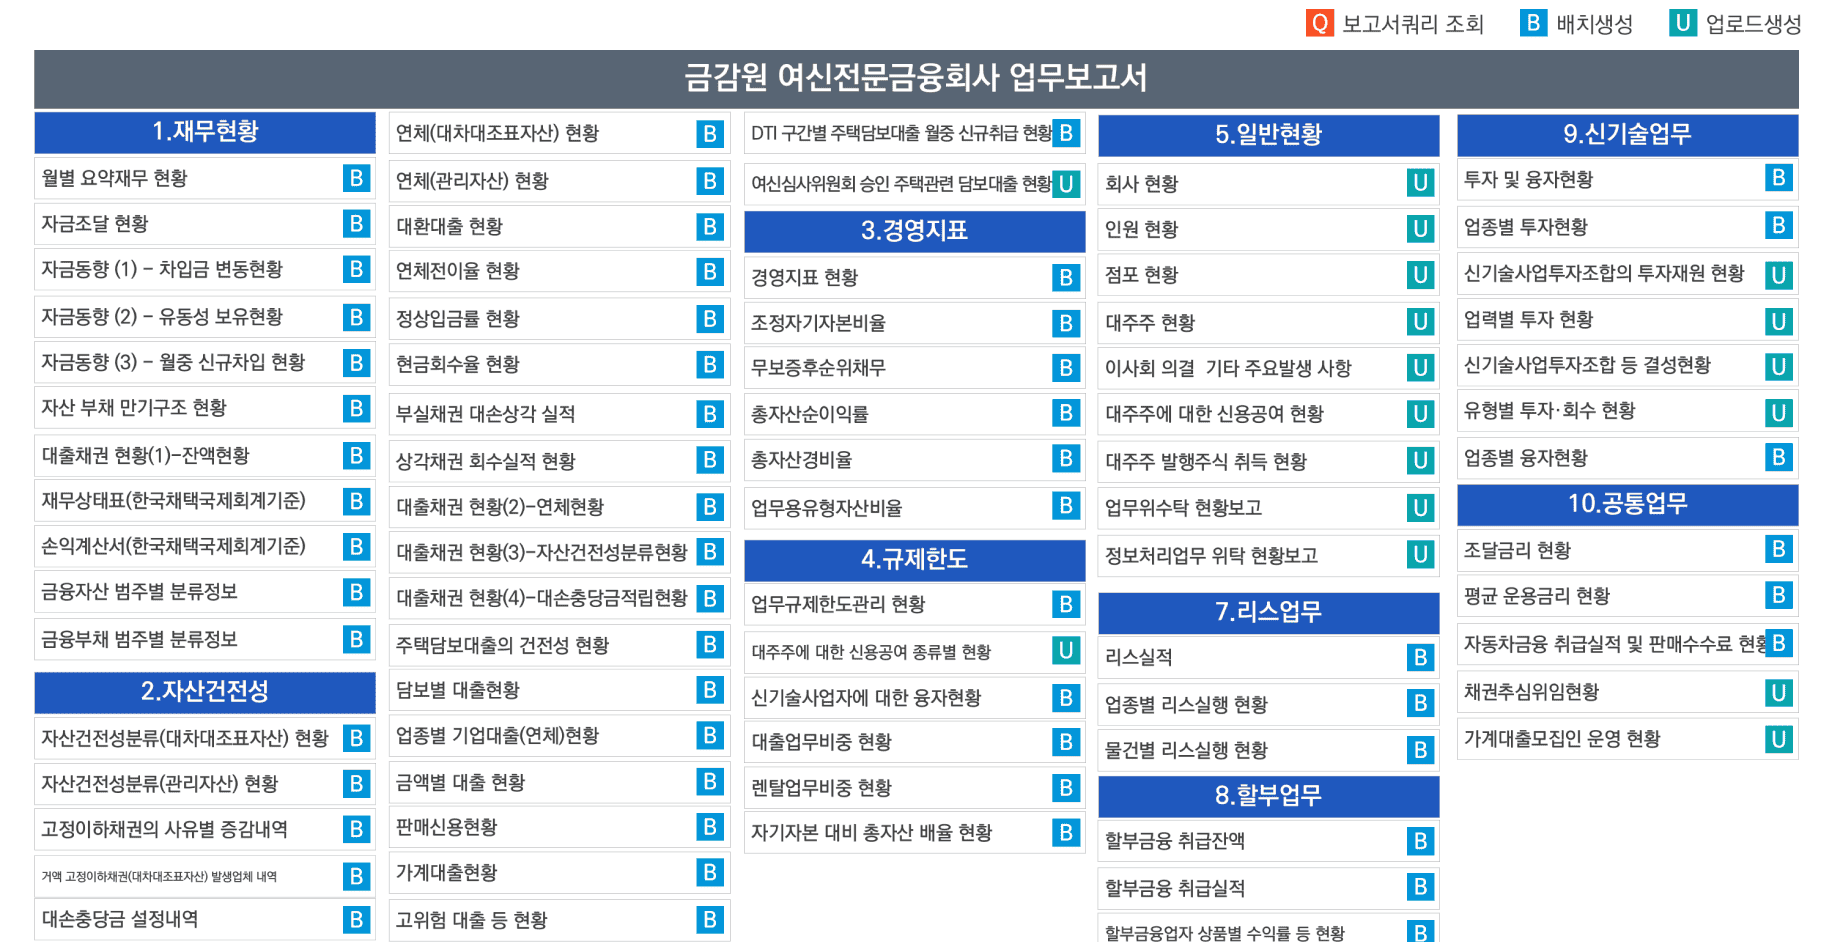 Q 보고서쿼리 조회 B 배치생성 U 업로드생성
금감원 여신전문금융회사 업무보고서
1.재무현황
월별 요약재무 현황 B
자금조달 현황 B
자금동향 (1) - 차입금 변동현황 B
자금동향 (2) - 유동성 보유현황 B
자금동향 (3) - 월중 신규차입 현황 B
자산 부채 만기구조 현황 B
대출채권 현황(1)-잔액현황 B
재무상태표(한국채택국제회계기준) B
손익계산서(한국채택국제회계기준) B
금융자산 범주별 분류정보 B
금융부채 범주별 분류정보 B
2.자산건전성
자산건전성분류(대차대조표자산) 현황 B
자산건전성분류(관리자산) 현황 B
고정이하채권의 사유별 증감내역 B
거액 고정이하채권(대차대조표자산) 발생업체 내역 B
대손충당금 설정내역 B
연체(대차대조표자산) 현황 B
연체(관리자산) 현황 B
대환대출 현황 B
연체전이율 현황 B
정상입금률 현황 B
현금회수율 현황 B
부실채권 대손상각 실적 B
상각채권 회수실적 현황 B
대출채권 현황(2)-연체현황 B
대출채권 현황(3)-자산건전성분류현황 B
대출채권 현황(4)-대손충당금적립현황 B
주택담보대출의 건전성 현황 B
담보별 대출현황 B
업종별 기업대출(연체)현황 B
금액별 대출 현황 B
판매신용현황 B
가계대출현황 B
고위험 대출 등 현황 B
DTI 구간별 주택담보대출 월중 신규취급 현황 B
여신심사위원회 승인 주택관련 담보대출 현황 U
3.경영지표
경영지표 현황 B
조정자기자본비율 B
무보증후순위채무 B
총자산순이익률 B
총자산경비율 B
업무용유형자산비율 B
4.규제한도
업무규제한도관리 현황 B
대주주에 대한 신용공여 종류별 현황 U
신기술사업자에 대한 융자현황 B
대출업무비중 현황 B
렌탈업무비중 현황 B
자기자본 대비 총자산 배율 현황 B
5.일반현황
회사 현황 U
인원 현황 U
점포 현황 U
대주주 현황 U
이사회 의결 기타 주요발생 사항 U
대주주에 대한 신용공여 현황 U
대주주 발행주식 취득 현황 U
업무위수탁 현황보고 U
정보처리업무 위탁 현황보고 U
7.리스업무
리스실적 B
업종별 리스실행 현황 B
물건별 리스실행 현황 B
8.할부업무
할부금융 취급잔액 B
할부금융 취급실적 B
할부금융업자 상품별 수익률 등 현황 B
9.신기술업무
투자 및 융자현황 B
업종별 투자현황 B
신기술사업투자조합의 투자재원 현황 U
업력별 투자 현황 U
신기술사업투자조합 등 결성현황 U
유형별 투자·회수 현황 U
업종별 융자현황 B
10.공통업무
조달금리 현황 B
평균 운용금리 현황 B
자동차금융 취급실적 및 판매수수료 현황 B
채권추심위임현황 U
가계대출모집인 운영 현황 U